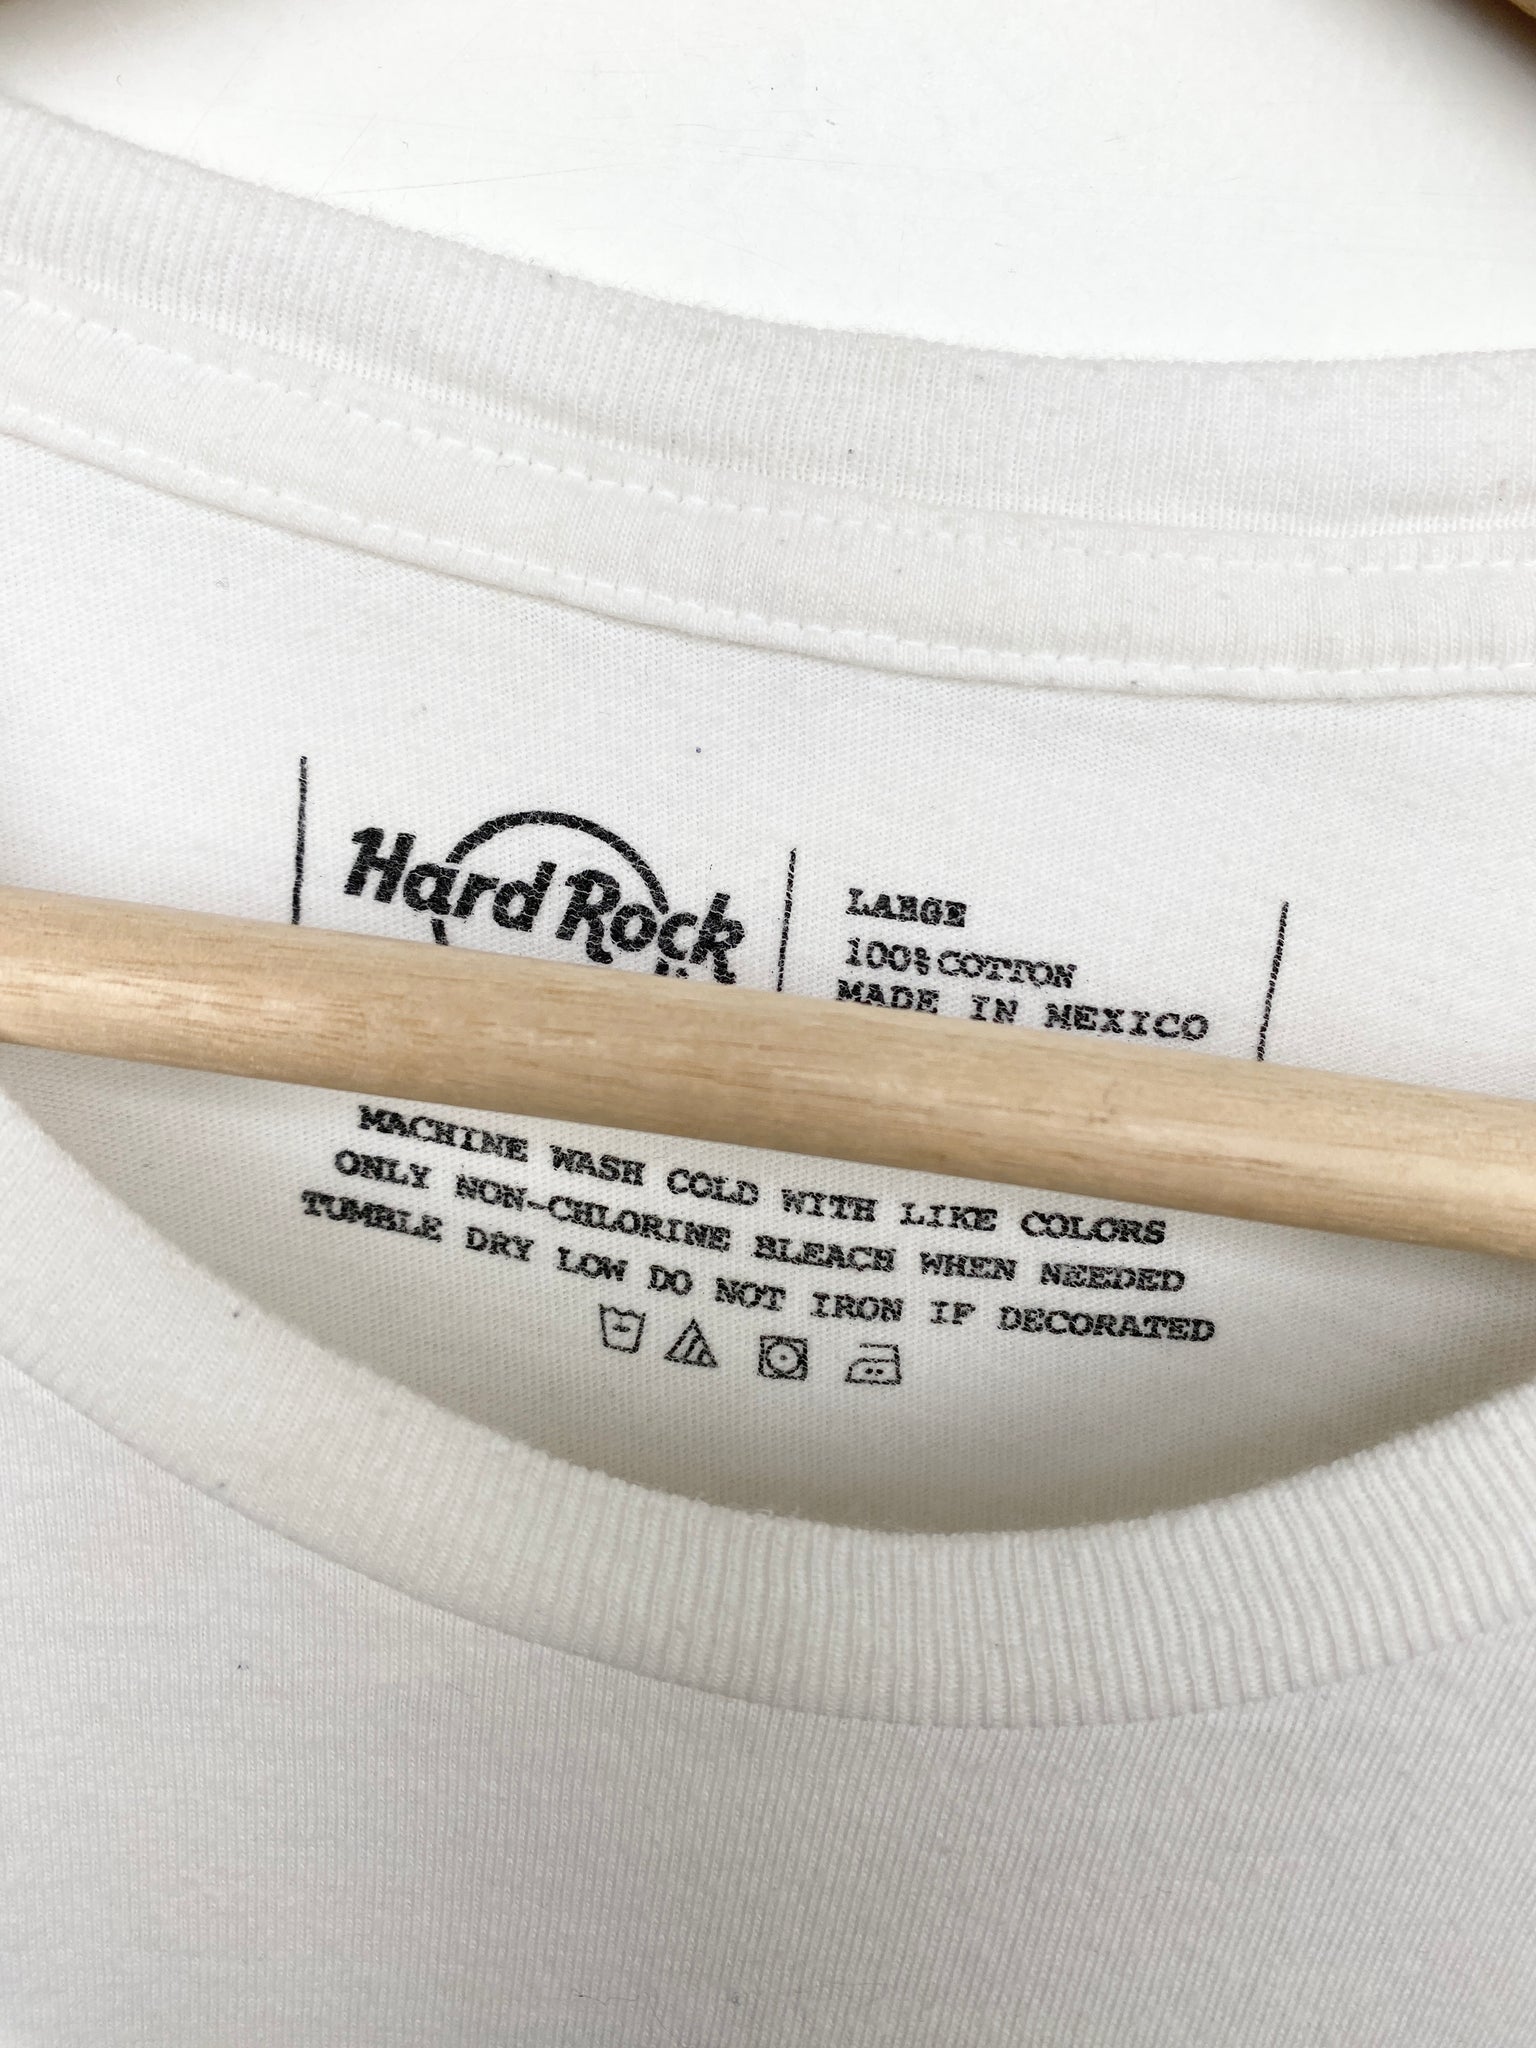 Hard Rock
LARGE
100% COTTON
MADE IN MEXICO
MACHINE WASH COLD WITH LIKE COLORS
ONLY NON-CHLORINE BLEACH WHEN NEEDED
TUMBLE DRY LOW DO NOT IRON IF DECORATED